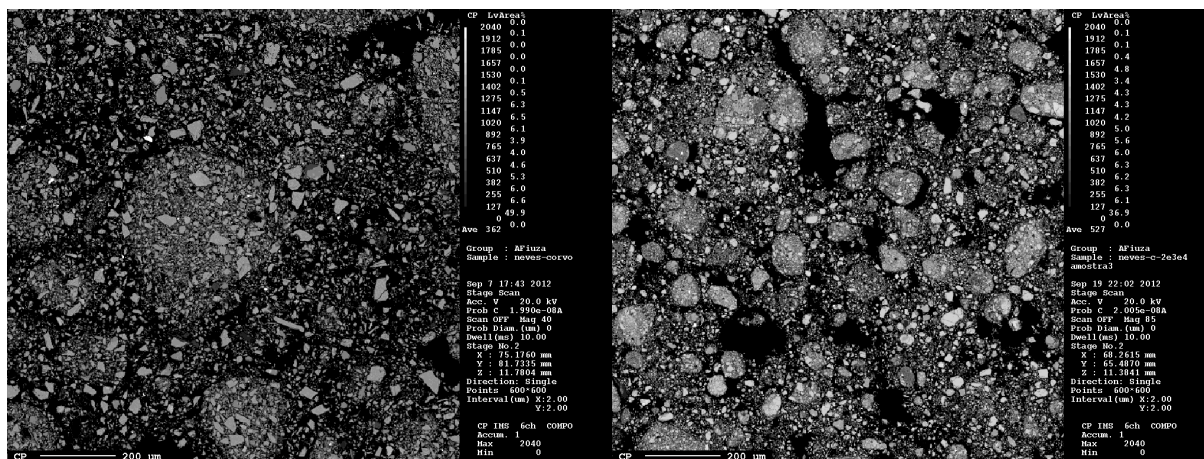 CP LvArea%
0.0
2040
0.1
1912
0.1
1785
0.0
1657
0.0
1530
0.1
1402
0.5
1275
6.3
1147
6.5
1020
6.1
892
3.9
765
4.0
637
4.6
510
5.3
382
6.0
255
6.6
127
49.9
0
0.0
Ave 362
Group : AFiuza
Sample : neves-corvo
Sep 7 17:43 2012
Stage Scan
Acc. V 20.0 kV
Prob C 1.990e-08A
Scan OFF Mag 40
Prob Diam.(um) 0
Dwell(ms) 10.00
Stage No.2
X : 75.1760 mm
Y : 81.7335 mm
Z : 11.7804 mm
Direction: Single
Points 600*600
Interval(um) X:2.00
Y:2.00
CP IMS 6ch COMPO
Accum. 1
Max 2040
Min 0
CP 200 um
CP LvArea%
0.0
2040
0.1
1912
0.1
1785
0.4
1657
4.8
1530
3.4
1402
4.3
1275
4.3
1147
4.2
1020
5.0
892
5.6
765
6.0
637
6.2
510
6.3
382
6.3
255
6.1
127
36.9
0
0.0
Ave 527
Group : AFiuza
Sample : neves-c-2e3e4
amostra3
Sep 19 22:02 2012
Stage Scan
Acc. V 20.0 kV
Prob C 2.005e-08A
Scan OFF Mag 85
Prob Diam.(um) 0
Dwell(ms) 10.00
Stage No.2
X : 68.2615 mm
Y : 65.4870 mm
Z : 11.3841 mm
Direction: Single
Points 600*600
Interval(um) X:2.00
Y:2.00
CP IMS 6ch COMPO
Accum. 1
Max 2040
Min 0
CP 200 um